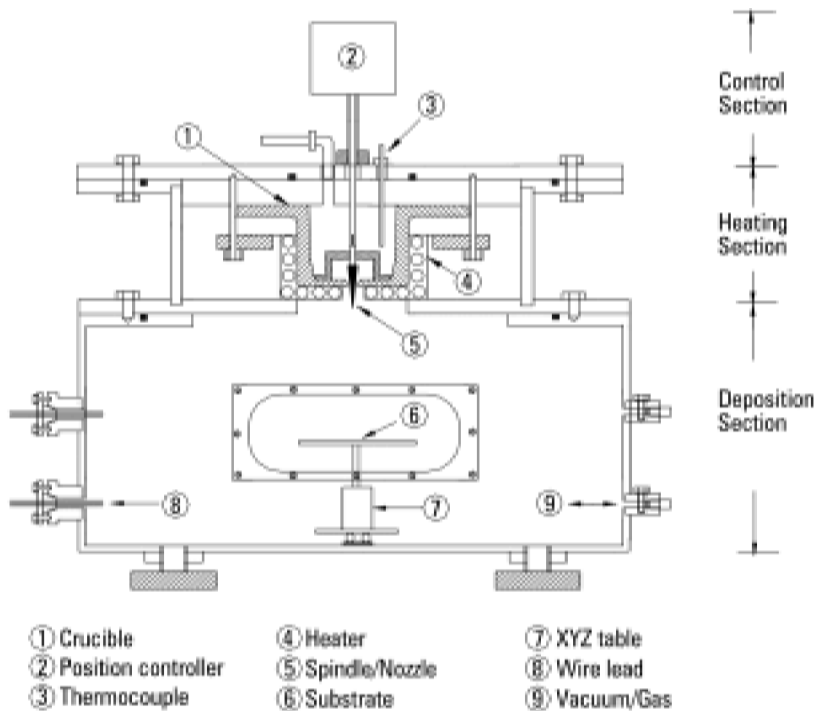 ②
Control
Section
③
①
Heating
Section
④
⑤
Deposition
Section
⑥
⑧
⑦
⑨
① Crucible
② Position controller
③ Thermocouple
④ Heater
⑤ Spindle/Nozzle
⑥ Substrate
⑦ XYZ table
⑧ Wire lead
⑨ Vacuum/Gas